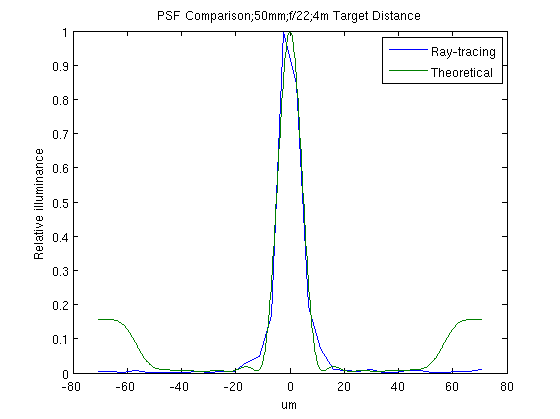 PSF Comparison;50mm;f/22;4m Target Distance
Ray-tracing
Theoretical
Relative illuminance
1
0.9
0.8
0.7
0.6
0.5
0.4
0.3
0.2
0.1
0
-80 -60 -40 -20 0 20 40 60 80
um